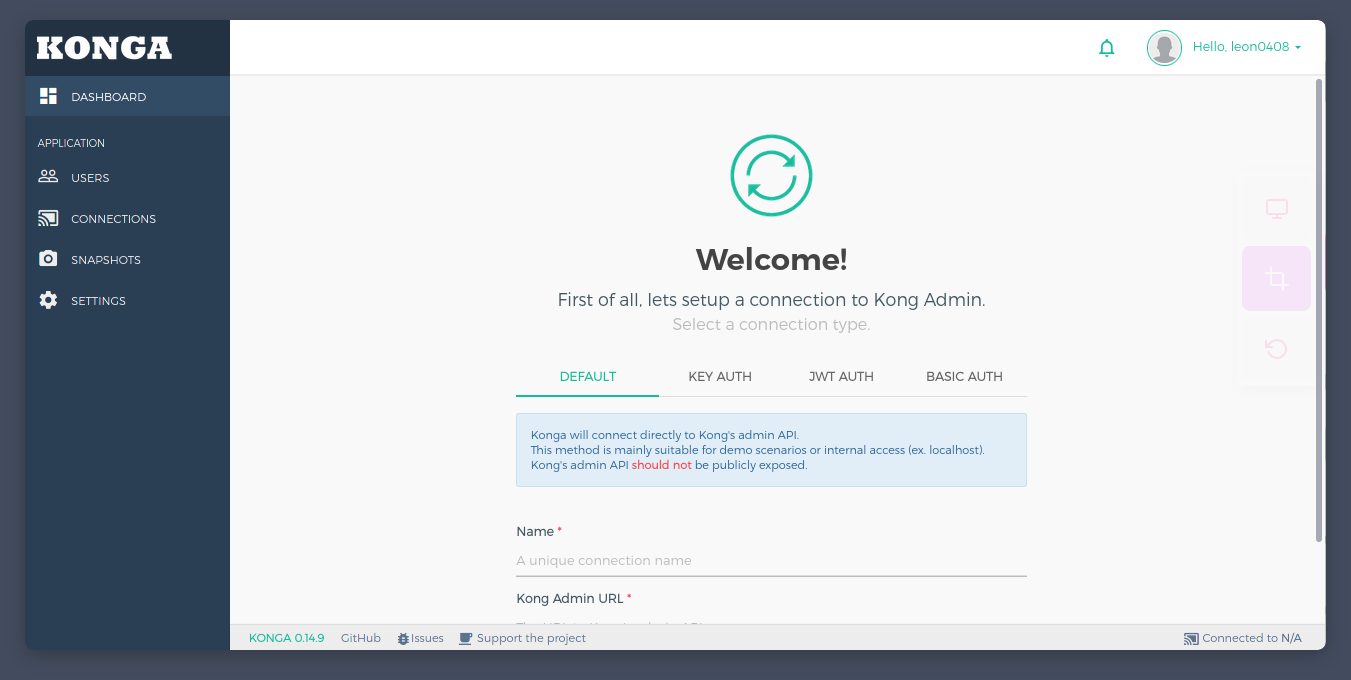 KONGA
Hello, leon0408
DASHBOARD
APPLICATION
USERS
CONNECTIONS
SNAPSHOTS
SETTINGS
Welcome!
First of all, lets setup a connection to Kong Admin.
Select a connection type.
DEFAULT KEY AUTH JWT AUTH BASIC AUTH
Konga will connect directly to Kong's admin API.
This method is mainly suitable for demo scenarios or internal access (ex. localhost).
Kong's admin API should not be publicly exposed.
Name *
A unique connection name
Kong Admin URL *
KONGA 0.14.9 GitHub Issues Support the project Connected to N/A